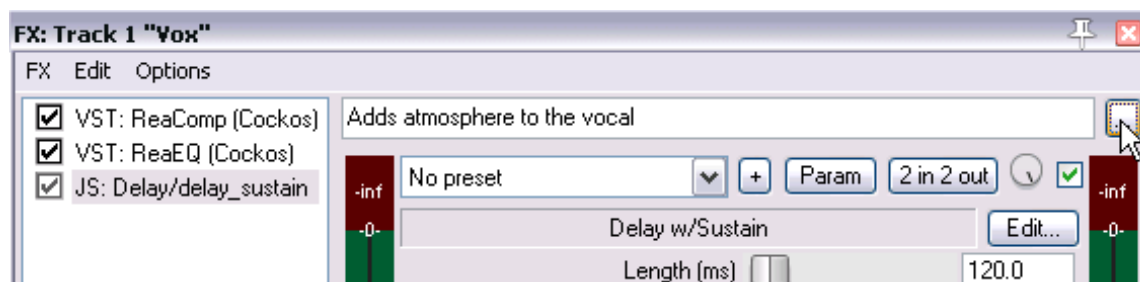 FX: Track 1 "Vox"
FX Edit Options
VST: ReaComp (Cockos)
VST: ReaEQ (Cockos)
JS: Delay/delay_sustain
Adds atmosphere to the vocal
...
-inf No preset + Param 2 in 2 out -inf
-0- Delay w/Sustain Edit... -0-
Length (ms) 120.0